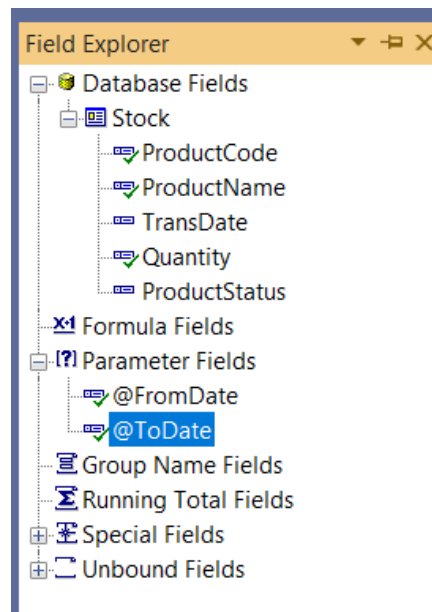 Field Explorer
Database Fields
Stock
ProductCode
ProductName
TransDate
Quantity
ProductStatus
Formula Fields
Parameter Fields
@FromDate
@ToDate
Group Name Fields
Running Total Fields
Special Fields
Unbound Fields